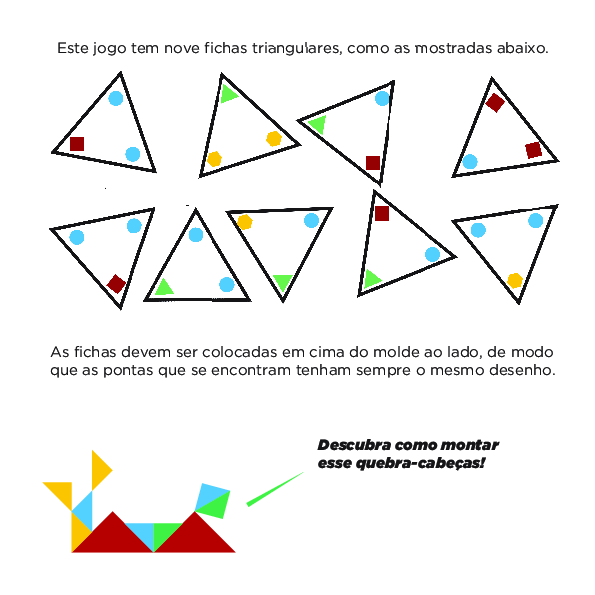 Este jogo tem nove fichas triangulares, como as mostradas abaixo.
As fichas devem ser colocadas em cima do molde ao lado, de modo
que as pontas que se encontram tenham sempre o mesmo desenho.
Descubra como montar
esse quebra-cabeças!